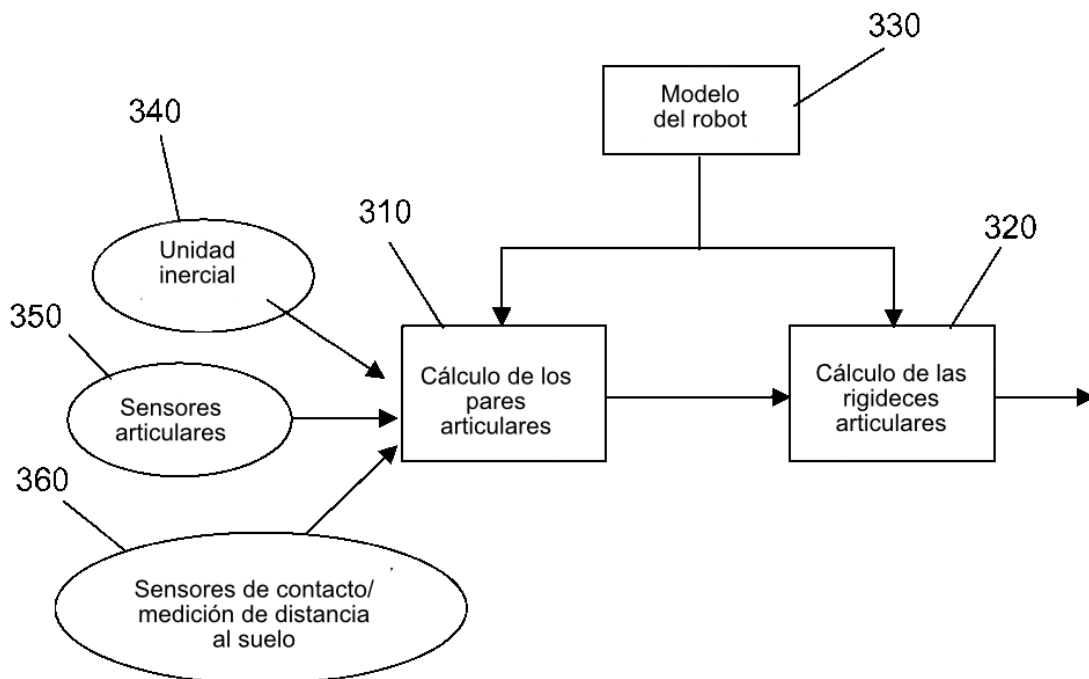 330
Modelo
del robot
340
Unidad
inercial
310
320
350
Sensores
articulares
Cálculo de los
pares
articulares
Cálculo de las
rigideces
articulares
360
Sensores de contacto/
medición de distancia
al suelo